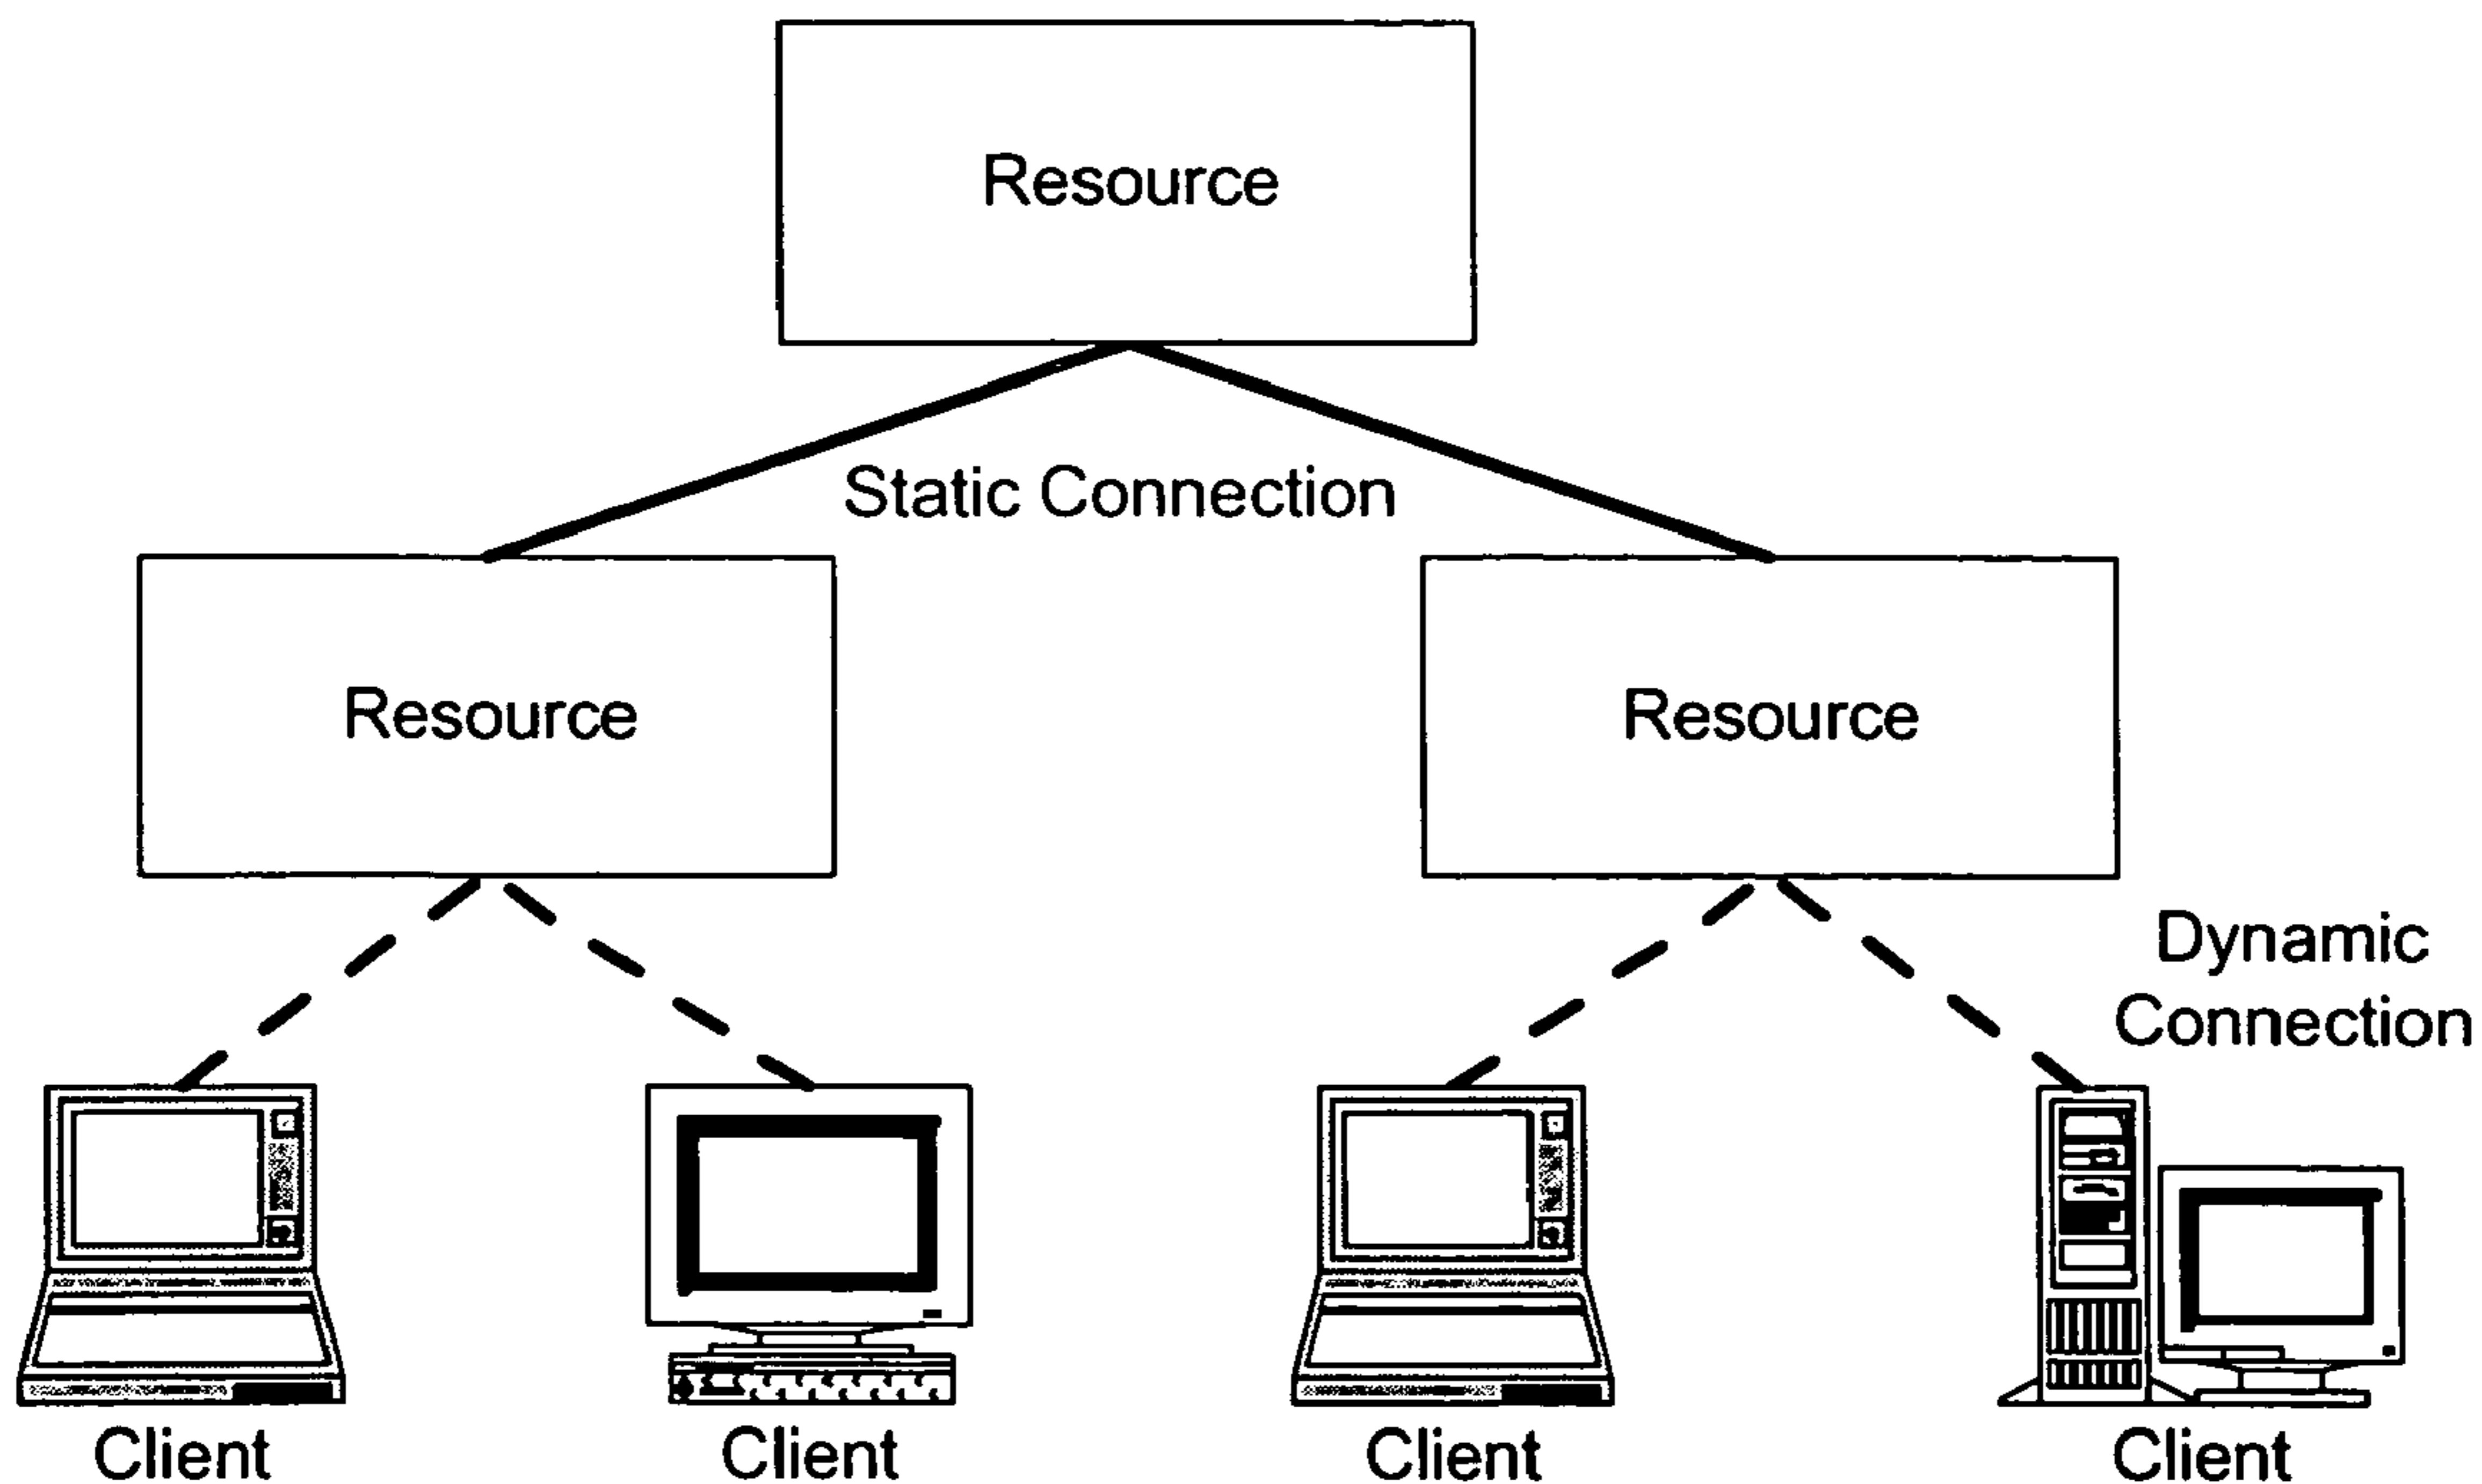 Resource
Static Connection
Resource
Resource
Dynamic
Connection
Client
Client
Client
Client